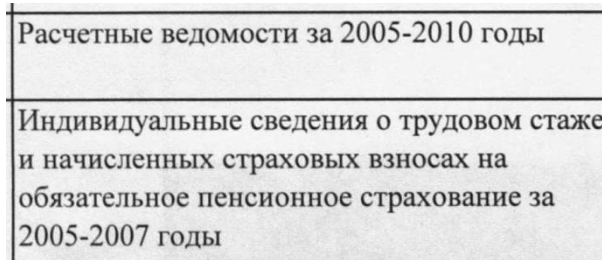 Расчетные ведомости за 2005-2010 годы
Индивидуальные сведения о трудовом стаже
и начисленных страховых взносах на
обязательное пенсионное страхование за
2005-2007 годы